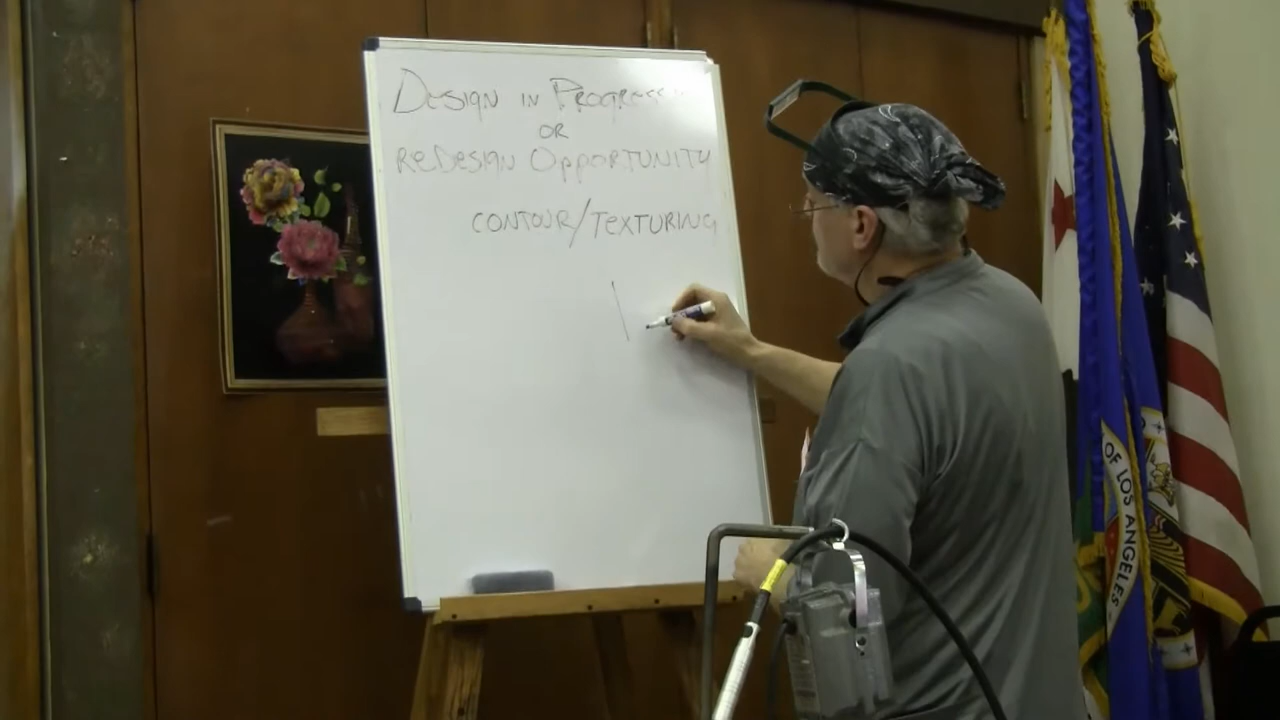 DESIGN IN PROGRESS
OR
REDESIGN OPPORTUNITY
CONTOUR/TEXTURING
OF LOS ANGELES